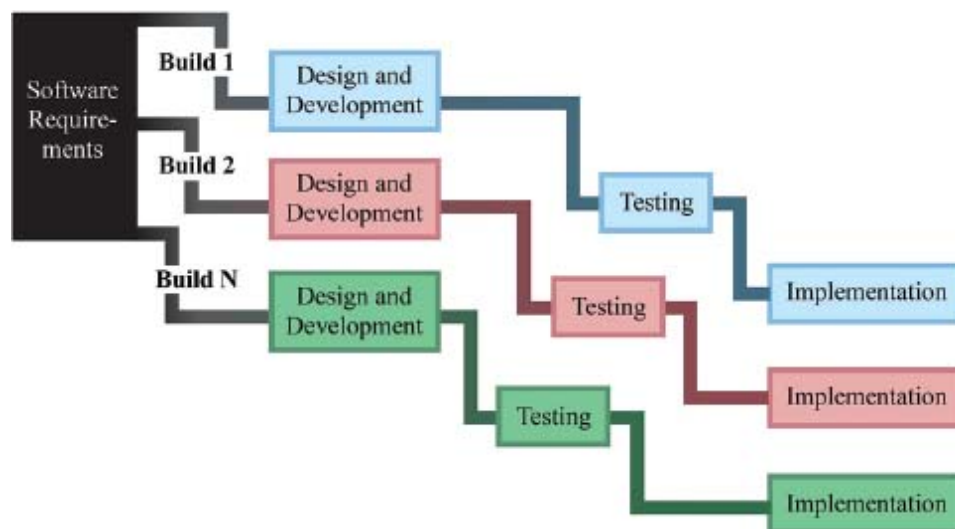 Software
Require-
ments
Build 1
Design and
Development
Testing
Implementation
Build 2
Design and
Development
Testing
Implementation
Build N
Design and
Development
Testing
Implementation